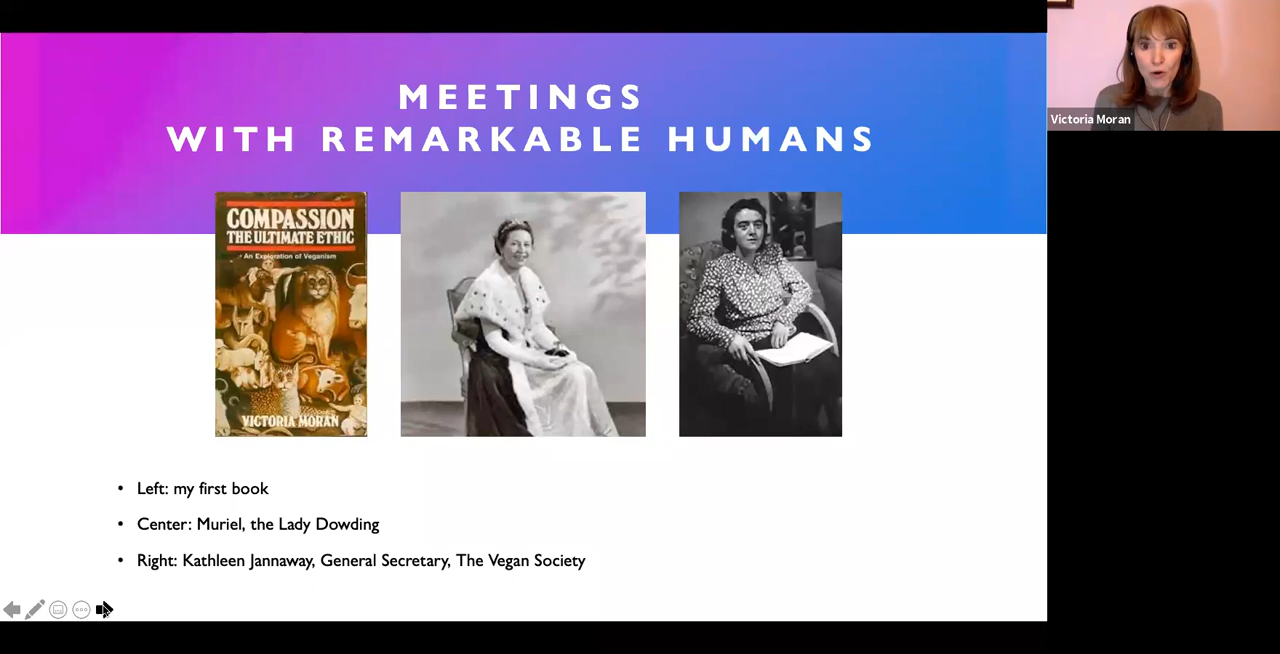 MEETINGS
WITH REMARKABLE HUMANS
COMPASSION
THE ULTIMATE ETHIC
An Exploration of Veganism
VICTORIA MORAN
• Left: my first book
• Center: Muriel, the Lady Dowding
• Right: Kathleen Jannaway, General Secretary, The Vegan Society
Victoria Moran